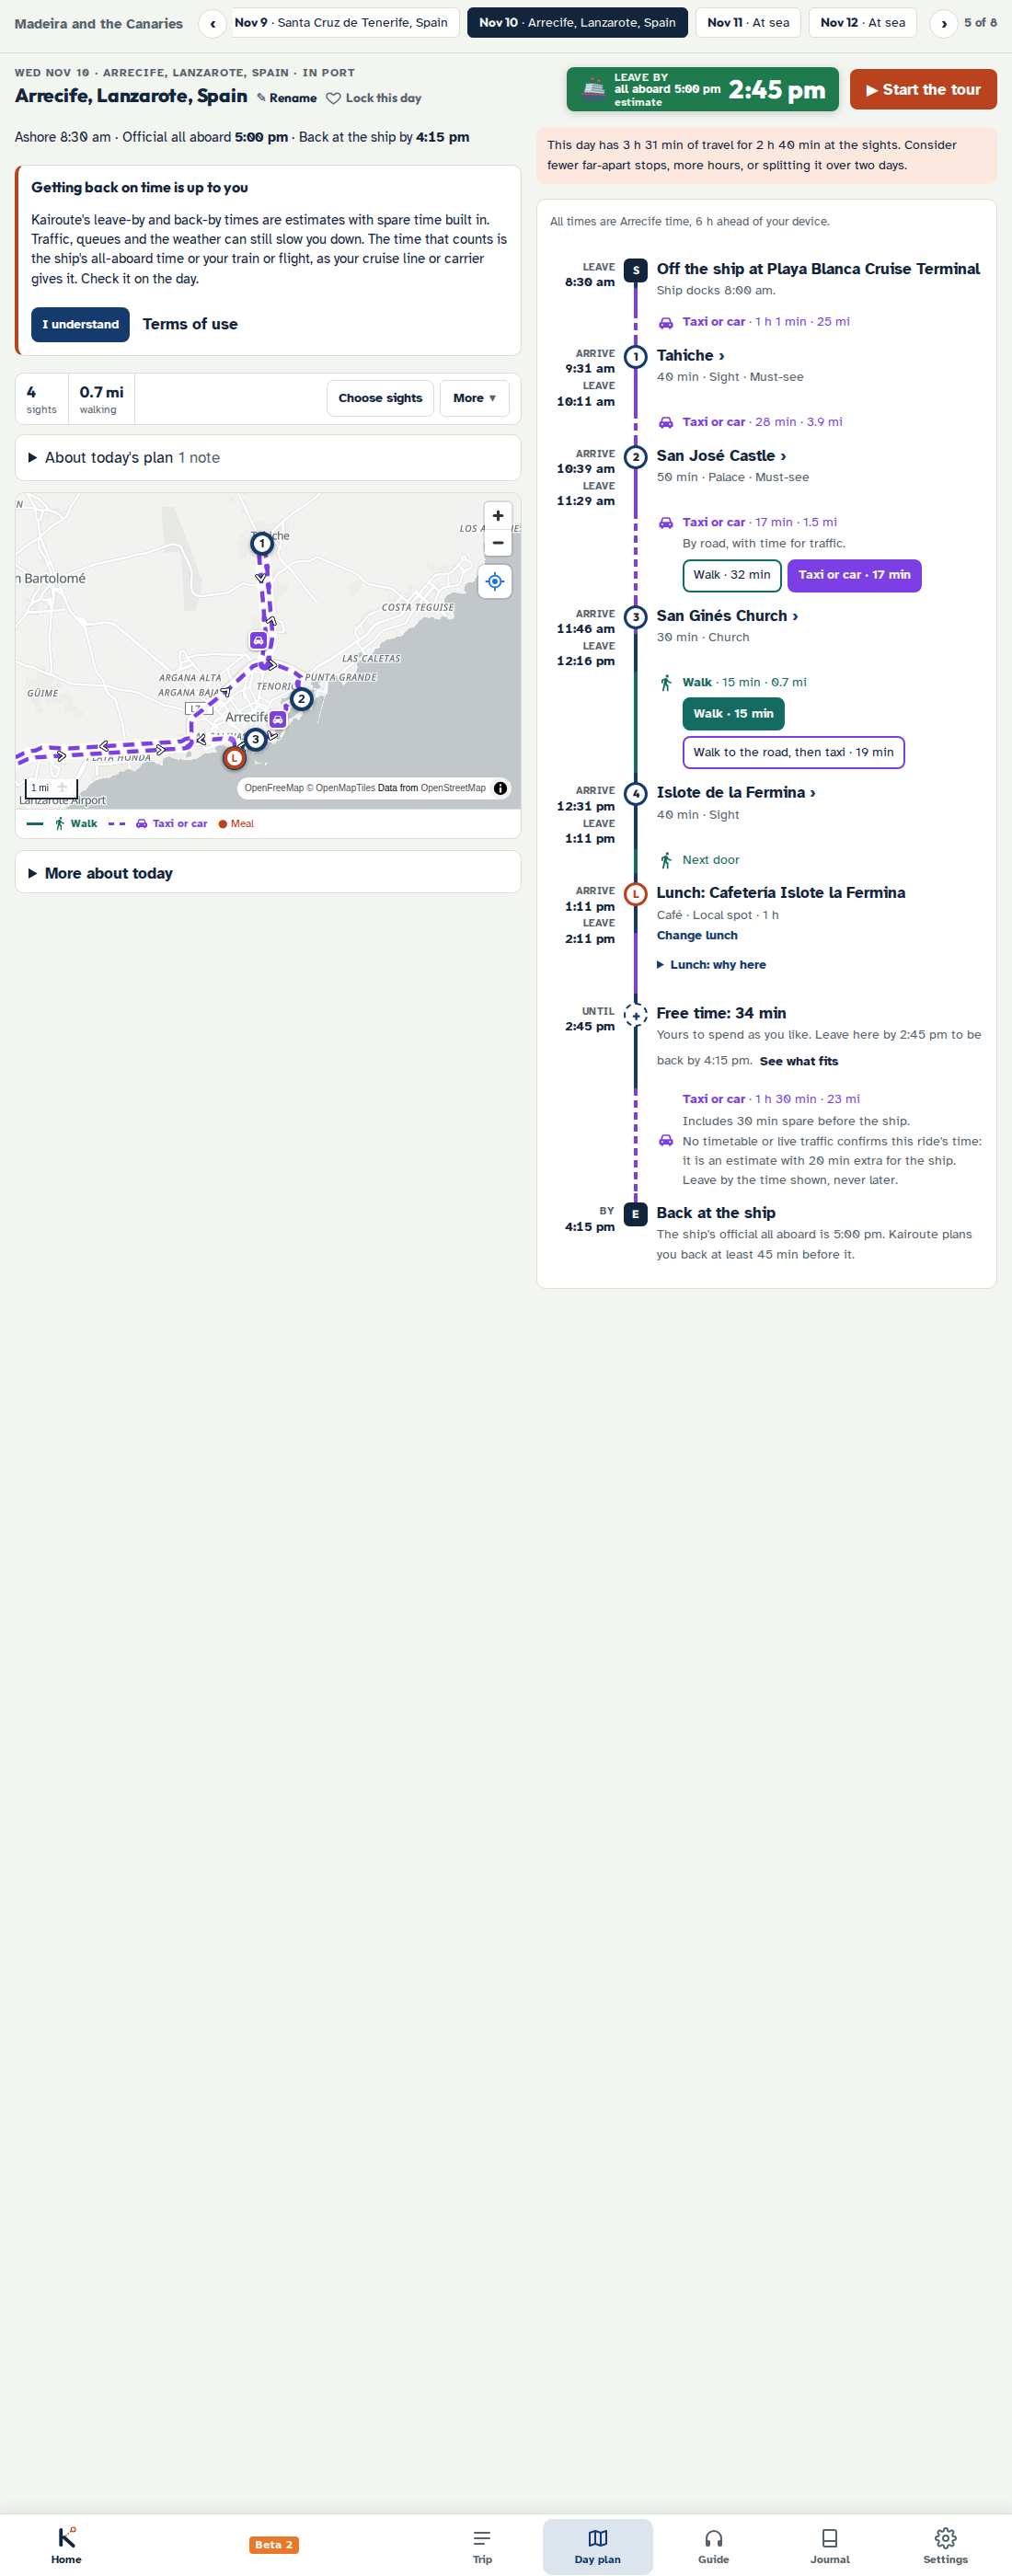 Madeira and the Canaries
‹
Nov 9 · Santa Cruz de Tenerife, Spain
Nov 10 · Arrecife, Lanzarote, Spain
Nov 11 · At sea
Nov 12 · At sea
›
5 of 8
WED NOV 10 · ARRECIFE, LANZAROTE, SPAIN · IN PORT
Arrecife, Lanzarote, Spain
✎ Rename
Lock this day
LEAVE BY
all aboard 5:00 pm
estimate
2:45 pm
▶ Start the tour
Ashore 8:30 am · Official all aboard 5:00 pm · Back at the ship by 4:15 pm
Getting back on time is up to you
Kairoute's leave-by and back-by times are estimates with spare time built in.
Traffic, queues and the weather can still slow you down. The time that counts is
the ship's all-aboard time or your train or flight, as your cruise line or carrier
gives it. Check it on the day.
I understand
Terms of use
4
sights
0.7 mi
walking
Choose sights
More ▼
▶ About today's plan 1 note
1
n Bartolomé
COSTA TEGUISE
LAS CALETAS
ARGANA ALTA
PUNTA GRANDE
GÜIME
ARGANA BAJA
2
Arrecife
3
L
PLAYA HONDA
1 mi
Lanzarote Airport
+
−
OpenFreeMap © OpenMapTiles Data from OpenStreetMap
Walk
Taxi or car
Meal
▶ More about today
This day has 3 h 31 min of travel for 2 h 40 min at the sights. Consider
fewer far-apart stops, more hours, or splitting it over two days.
All times are Arrecife time, 6 h ahead of your device.
LEAVE
8:30 am
S
Off the ship at Playa Blanca Cruise Terminal
Ship docks 8:00 am.
Taxi or car · 1 h 1 min · 25 mi
ARRIVE
9:31 am
LEAVE
10:11 am
1
Tahiche ›
40 min · Sight · Must-see
Taxi or car · 28 min · 3.9 mi
ARRIVE
10:39 am
LEAVE
11:29 am
2
San José Castle ›
50 min · Palace · Must-see
Taxi or car · 17 min · 1.5 mi
By road, with time for traffic.
Walk · 32 min
Taxi or car · 17 min
ARRIVE
11:46 am
LEAVE
12:16 pm
3
San Ginés Church ›
30 min · Church
Walk · 15 min · 0.7 mi
Walk · 15 min
Walk to the road, then taxi · 19 min
ARRIVE
12:31 pm
LEAVE
1:11 pm
4
Islote de la Fermina ›
40 min · Sight
Next door
ARRIVE
1:11 pm
LEAVE
2:11 pm
L
Lunch: Cafetería Islote la Fermina
Café · Local spot · 1 h
Change lunch
▶ Lunch: why here
UNTIL
2:45 pm
+
Free time: 34 min
Yours to spend as you like. Leave here by 2:45 pm to be
back by 4:15 pm. See what fits
Taxi or car · 1 h 30 min · 23 mi
Includes 30 min spare before the ship.
No timetable or live traffic confirms this ride's time:
it is an estimate with 20 min extra for the ship.
Leave by the time shown, never later.
BY
4:15 pm
E
Back at the ship
The ship's official all aboard is 5:00 pm. Kairoute plans
you back at least 45 min before it.
Home
Beta 2
Trip
Day plan
Guide
Journal
Settings